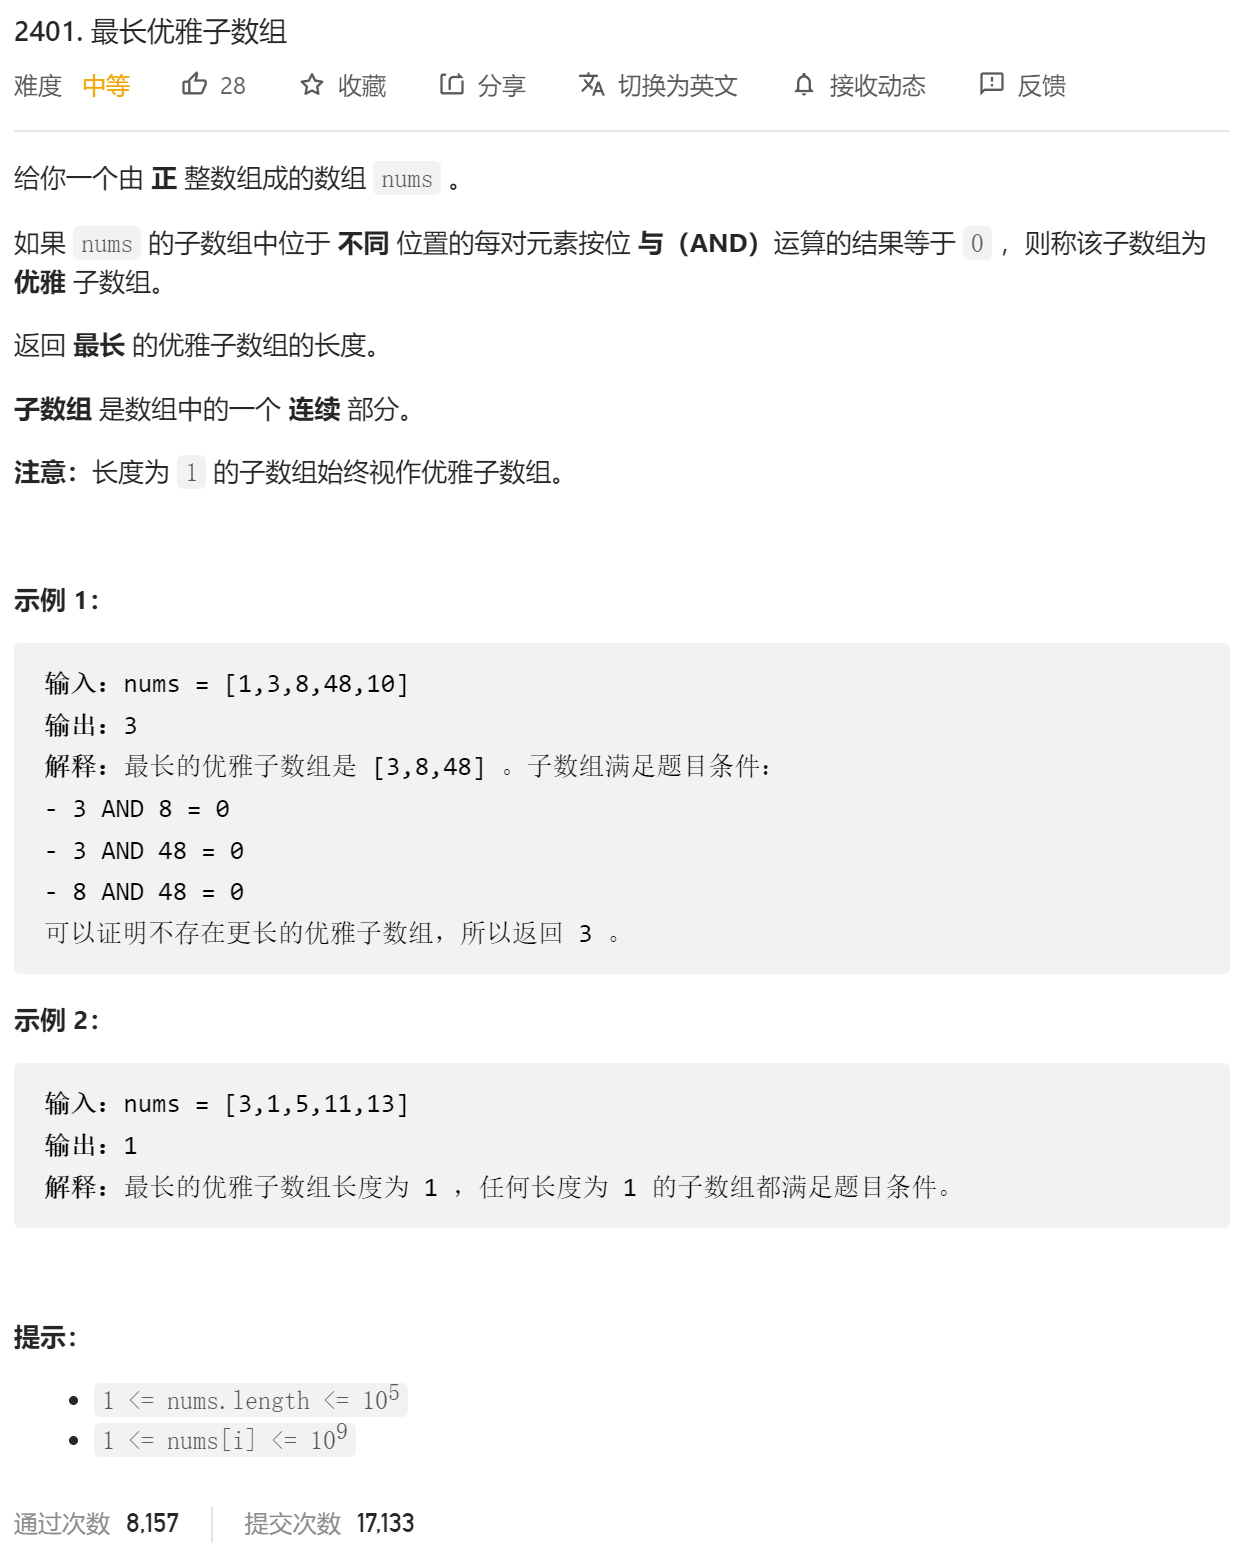 2401. 最长优雅子数组
难度 中等 28 收藏 分享 切换为英文 接收动态 反馈
给你一个由 正 整数组成的数组 nums 。
如果 nums 的子数组中位于 不同 位置的每对元素按位 与（AND）运算的结果等于 0 ，则称该子数组为
优雅 子数组。
返回 最长 的优雅子数组的长度。
子数组 是数组中的一个 连续 部分。
注意：长度为 1 的子数组始终视作优雅子数组。
示例 1：
输入：nums = [1,3,8,48,10]
输出：3
解释：最长的优雅子数组是 [3,8,48] 。子数组满足题目条件：
- 3 AND 8 = 0
- 3 AND 48 = 0
- 8 AND 48 = 0
可以证明不存在更长的优雅子数组，所以返回 3 。
示例 2：
输入：nums = [3,1,5,11,13]
输出：1
解释：最长的优雅子数组长度为 1 ，任何长度为 1 的子数组都满足题目条件。
提示：
• 1 <= nums.length <= 10⁵
• 1 <= nums[i] <= 10⁹
通过次数 8,157 提交次数 17,133